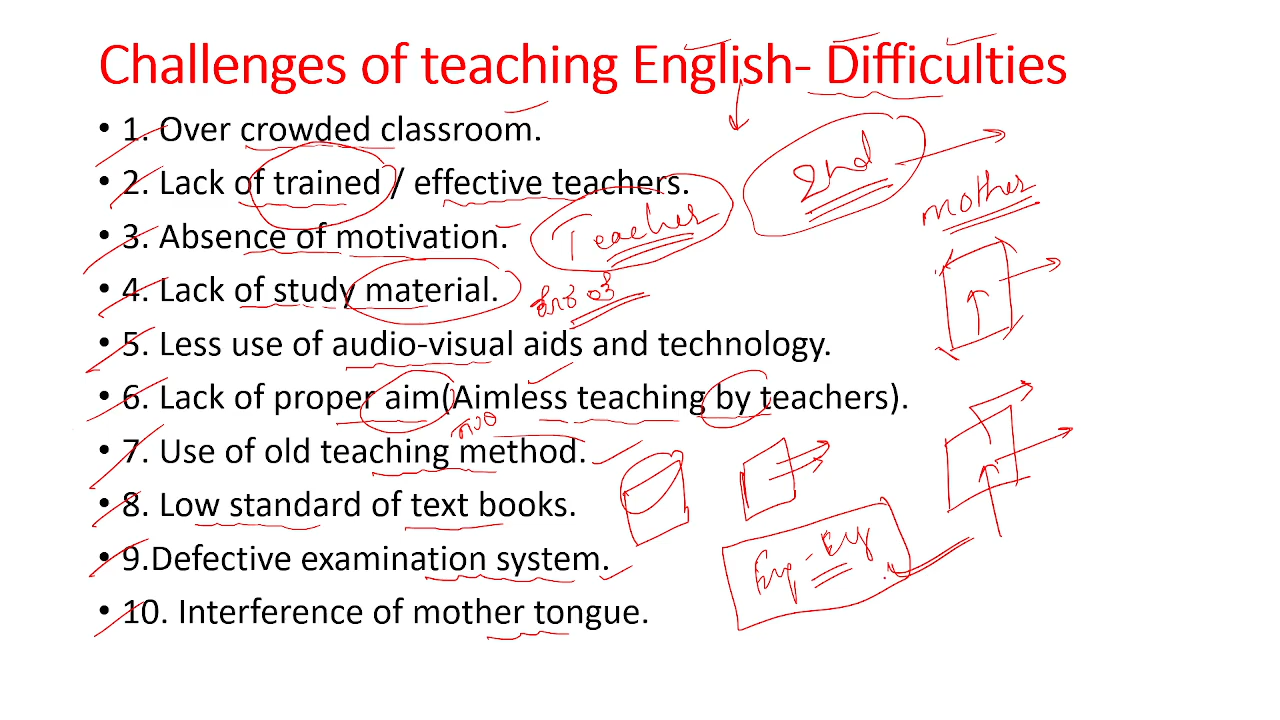 Challenges of teaching English- Difficulties
• 1. Over crowded classroom.
2nd
• 2. Lack of trained / effective teachers.
mother
Teacher
• 3. Absence of motivation.
• 4. Lack of study material.
• 5. Less use of audio-visual aids and technology.
• 6. Lack of proper aim(Aimless teaching by teachers).
• 7. Use of old teaching method.
• 8. Low standard of text books.
• 9.Defective examination system.
• 10. Interference of mother tongue.